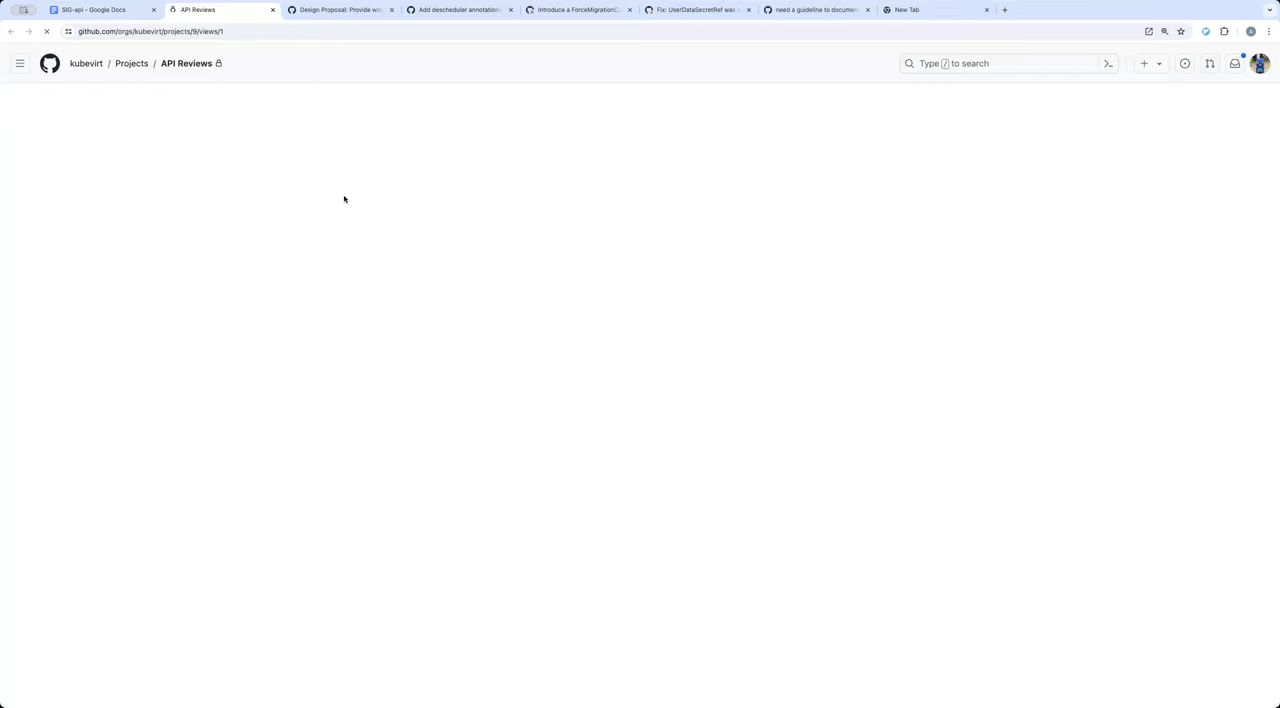 SIG-api - Google Docs
API Reviews
Design Proposal: Provide wa
Add descheduler annotation
Introduce a ForceMigrationC
Fix: UserDataSecretRef was
need a guideline to documen
New Tab
github.com/orgs/kubevirt/projects/9/views/1
kubevirt / Projects / API Reviews
Type / to search